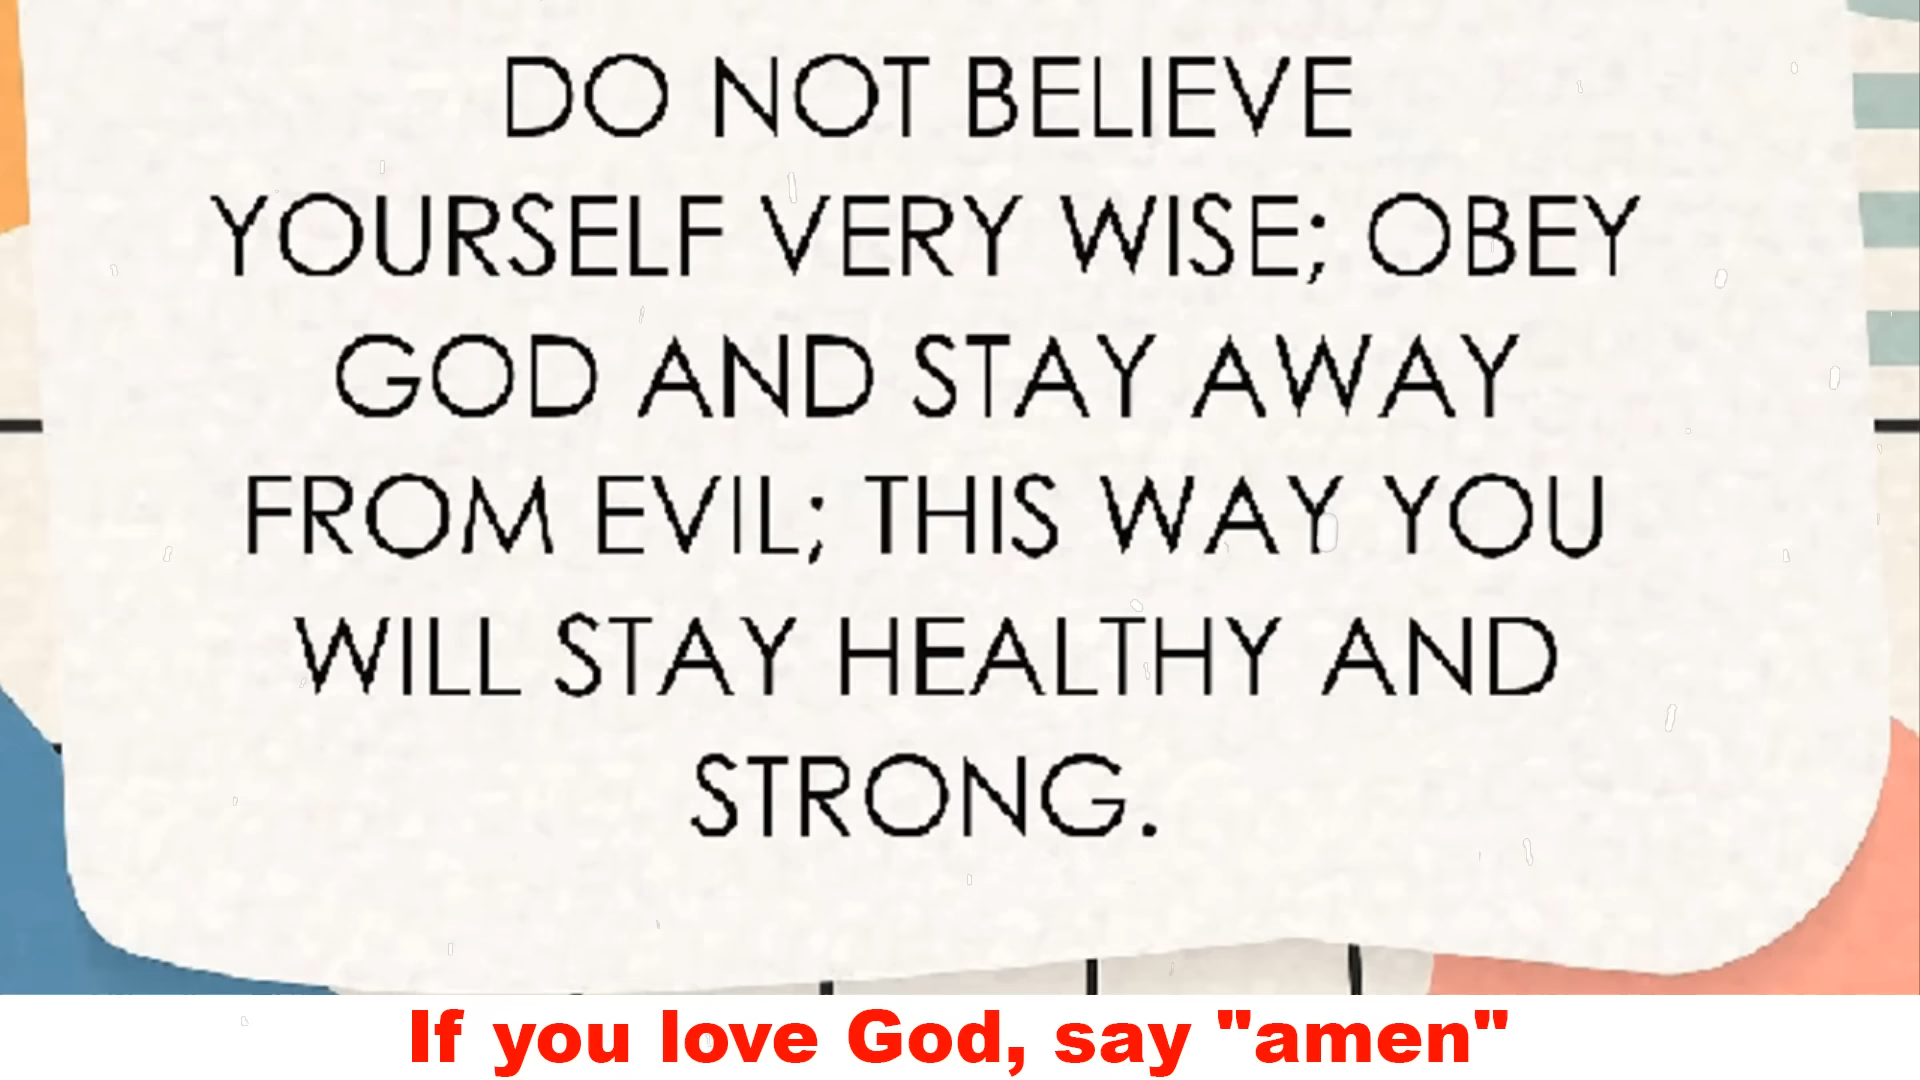 DO NOT BELIEVE
YOURSELF VERY WISE; OBEY
GOD AND STAY AWAY
FROM EVIL; THIS WAY YOU
WILL STAY HEALTHY AND
STRONG.
If you love God, say "amen"